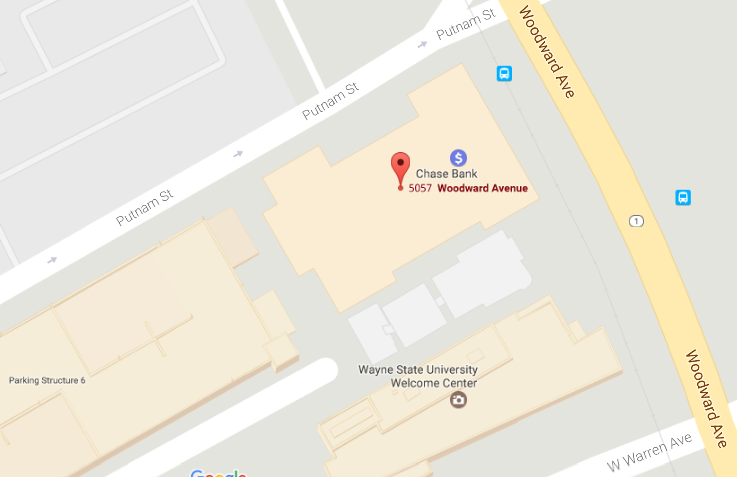 Putnam St
Woodward Ave
Putnam St
$
Chase Bank
5057 Woodward Avenue
Putnam St
1
Wayne State University
Welcome Center
Parking Structure 6
Woodward Ave
W Warren Ave
Google